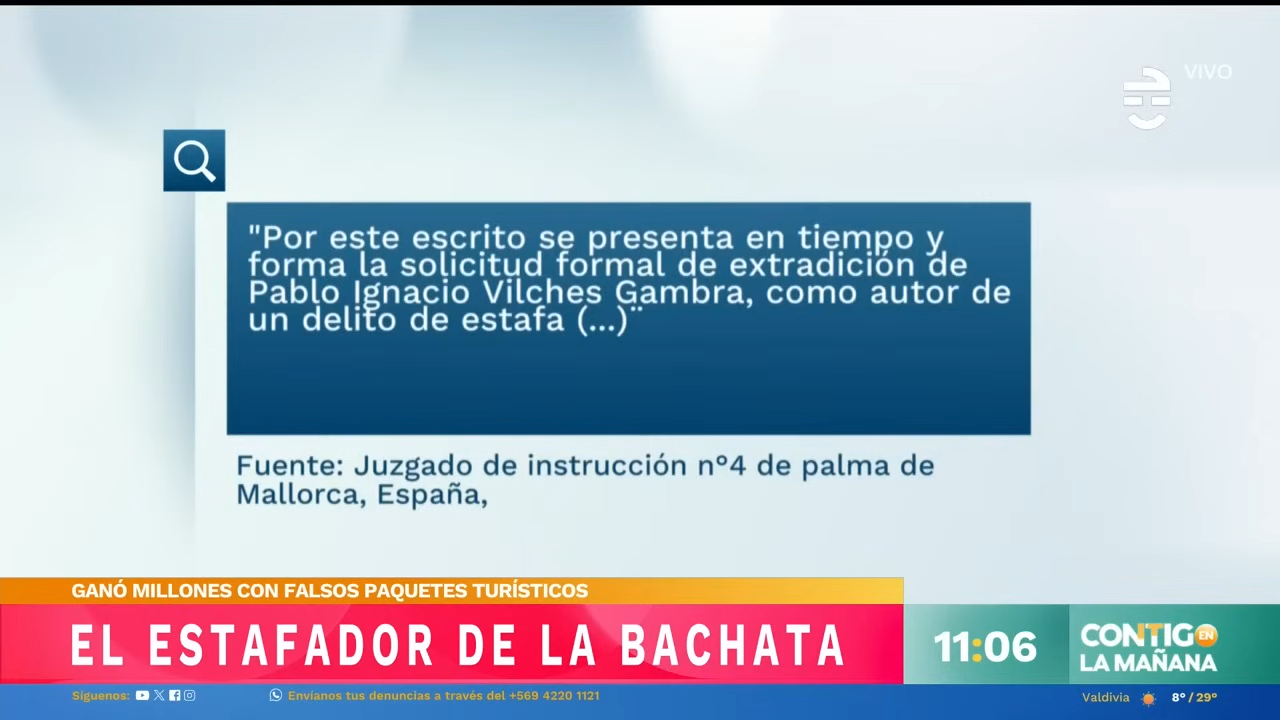 VIVO
"Por este escrito se presenta en tiempo y
forma la solicitud formal de extradición de
Pablo Ignacio Vilches Gambra, como autor de
un delito de estafa (...)¨
Fuente: Juzgado de instrucción n°4 de palma de
Mallorca, España,
GANÓ MILLONES CON FALSOS PAQUETES TURÍSTICOS
EL ESTAFADOR DE LA BACHATA
11:06
CONTIGO EN
LA MAÑANA
Síguenos:
Envíanos tus denuncias a través del +569 4220 1121
Valdivia 8° / 29°